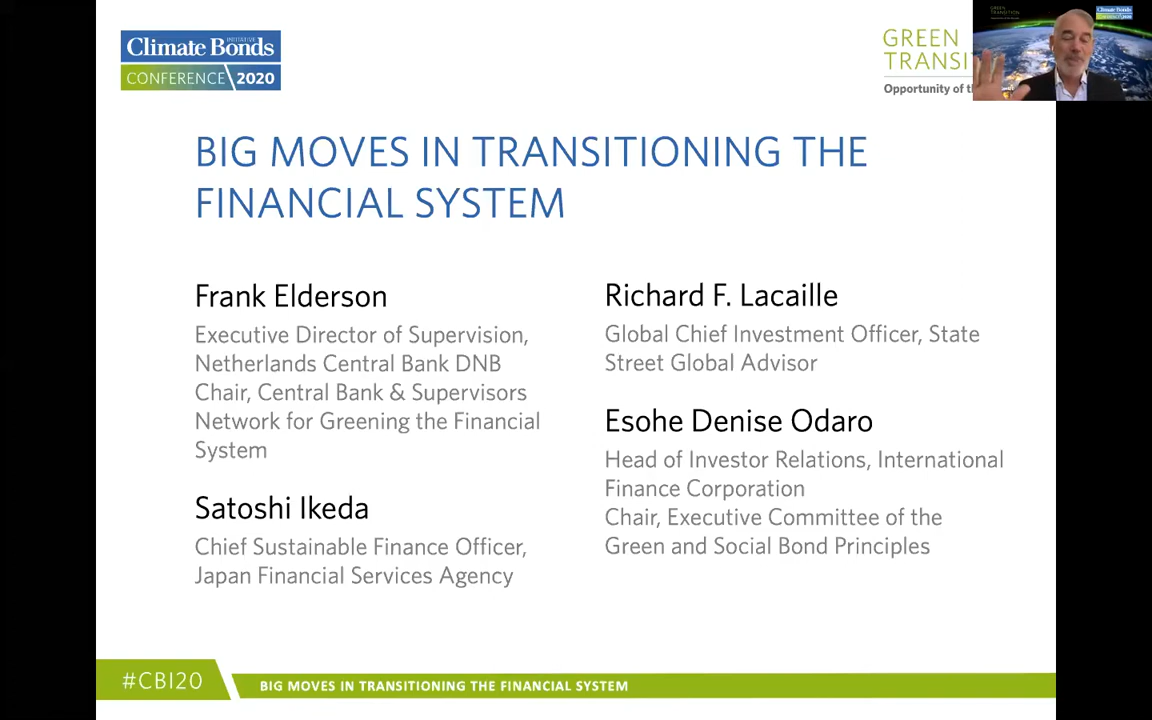 Climate Bonds
INITIATIVE
CONFERENCE 2020
GREEN
TRANSI
Opportunity of t
BIG MOVES IN TRANSITIONING THE
FINANCIAL SYSTEM
Frank Elderson
Executive Director of Supervision,
Netherlands Central Bank DNB
Chair, Central Bank & Supervisors
Network for Greening the Financial
System
Satoshi Ikeda
Chief Sustainable Finance Officer,
Japan Financial Services Agency
Richard F. Lacaille
Global Chief Investment Officer, State
Street Global Advisor
Esohe Denise Odaro
Head of Investor Relations, International
Finance Corporation
Chair, Executive Committee of the
Green and Social Bond Principles
#CBI20
BIG MOVES IN TRANSITIONING THE FINANCIAL SYSTEM